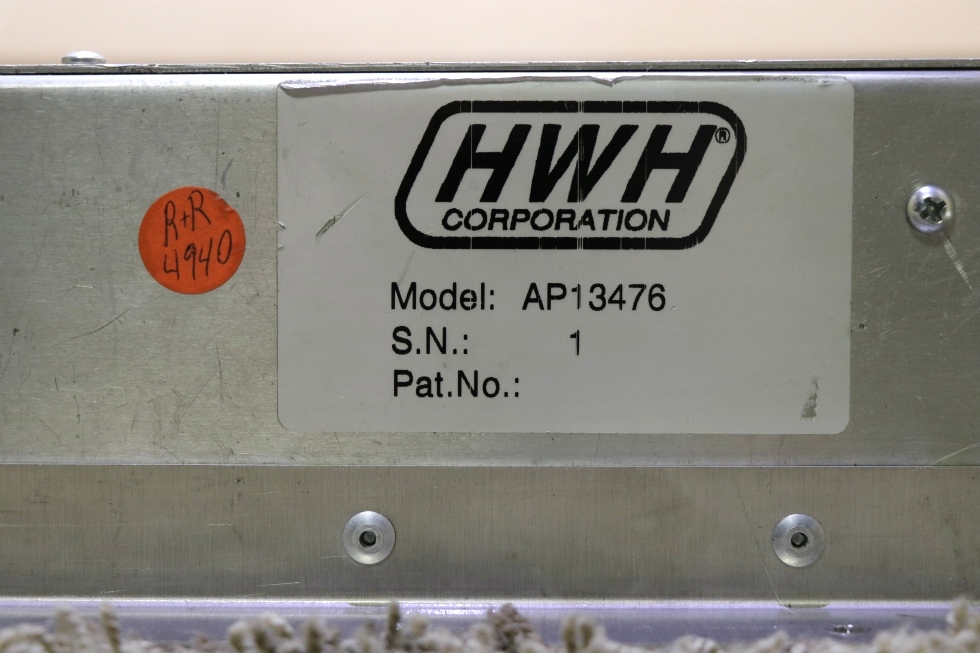 R+R
4940
HWH®
CORPORATION
Model: AP13476
S.N.: 1
Pat.No.: